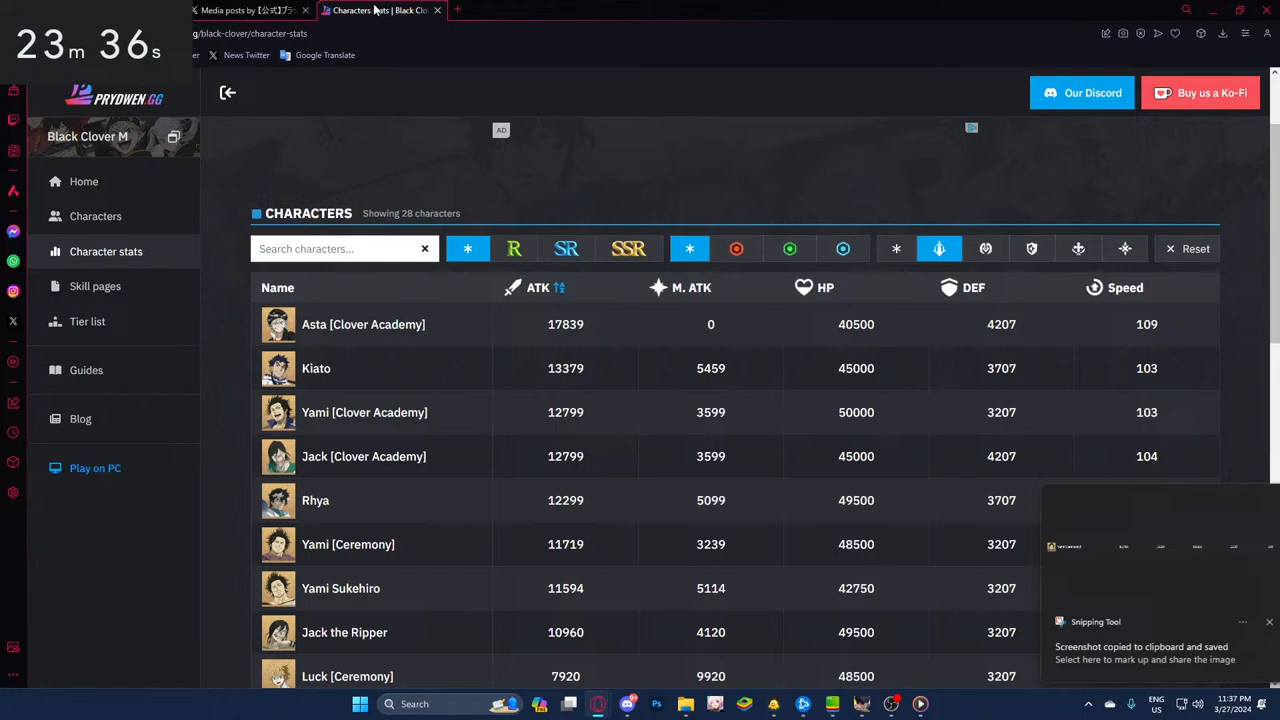 23m 36s
Media posts by 【公式】ブラ
Characters stats | Black Clo
g/black-clover/character-stats
er
News Twitter
Google Translate
PRYDWEN.GG
Our Discord
Buy us a Ko-Fi
Black Clover M
AD
Home
Characters
Character stats
Skill pages
Tier list
Guides
Blog
Play on PC
CHARACTERS Showing 28 characters
Search characters...
R
SR
SSR
Reset
Name ATK M. ATK HP DEF Speed
Asta [Clover Academy] 17839 0 40500 4207 109
Kiato 13379 5459 45000 3707 103
Yami [Clover Academy] 12799 3599 50000 3207 103
Jack [Clover Academy] 12799 3599 45000 4207 104
Rhya 12299 5099 49500 3707
Yami [Ceremony] 11719 3239 48500 3207
Yami Sukehiro 11594 5114 42750 3207
Jack the Ripper 10960 4120 49500 3207
Luck [Ceremony] 7920 9920 48500 3207
Snipping Tool
Screenshot copied to clipboard and saved
Select here to mark up and share the image
Search
ENG
US
11:37 PM
3/27/2024